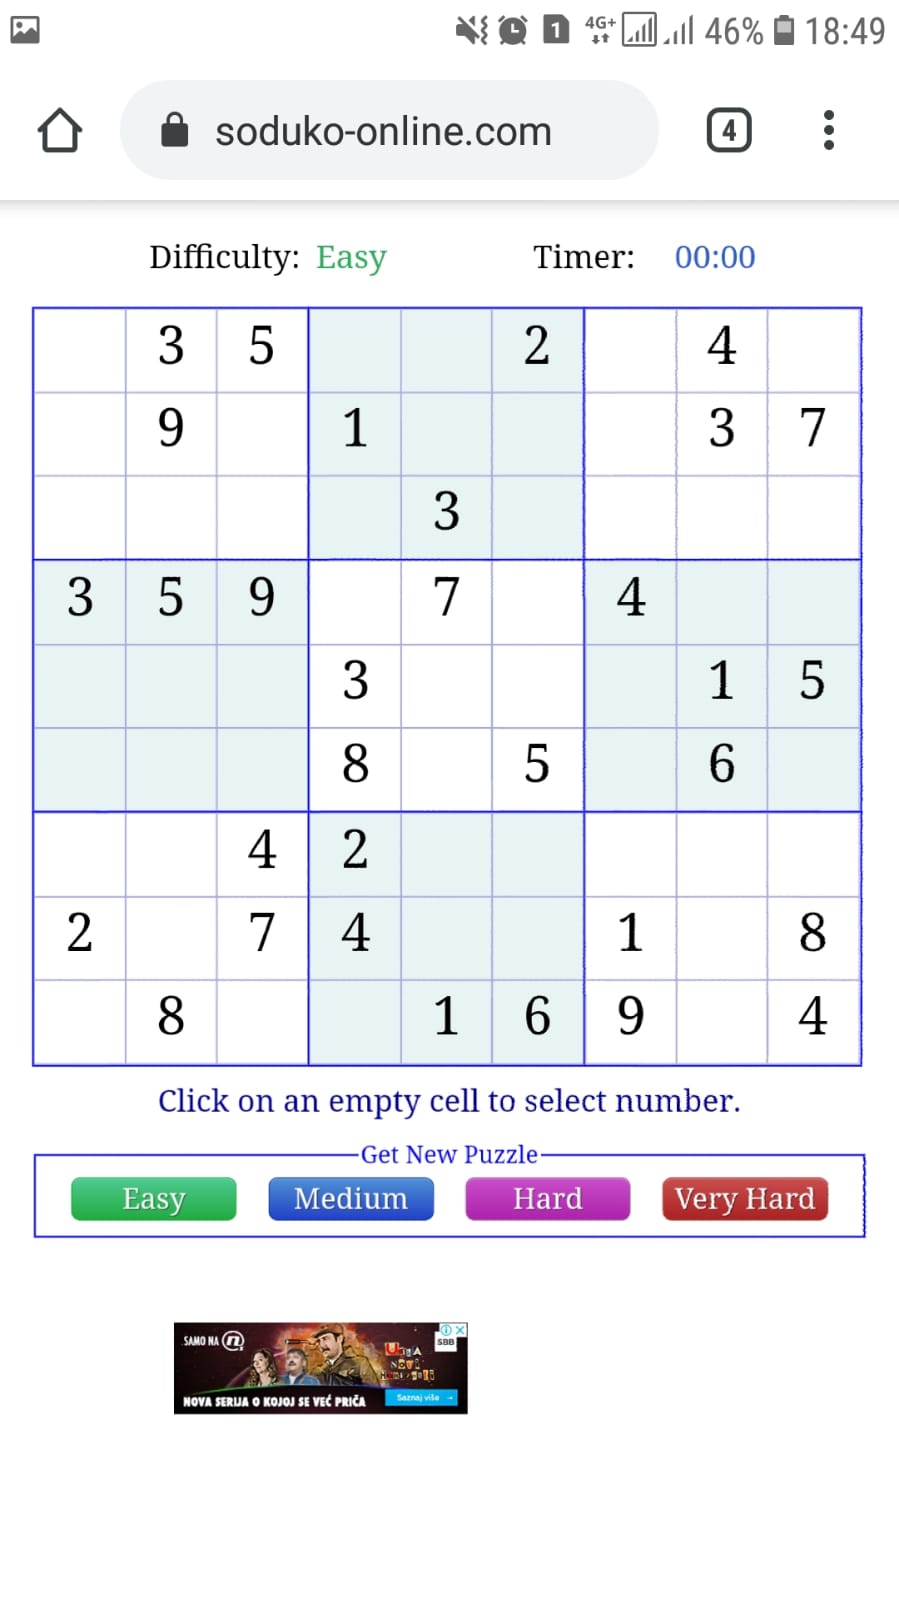 4G+ 46% 18:49
soduko-online.com 4
Difficulty: Easy Timer: 00:00
3 5 2 4
9 1 3 7
3
3 5 9 7 4
3 1 5
8 5 6
4 2
2 7 4 1 8
8 1 6 9 4
Click on an empty cell to select number.
Get New Puzzle
Easy Medium Hard Very Hard
SAMO NA n
SBB
NOVA SERIJA O KOJOJ SE VEĆ PRIČA
Saznaj više →